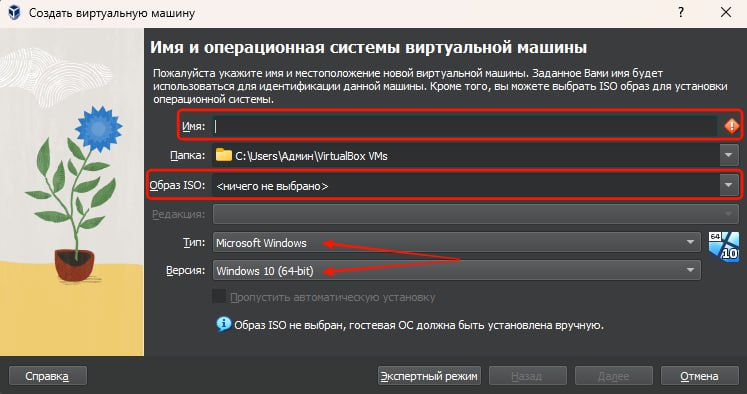 Создать виртуальную машину
? ×
Имя и операционная системы виртуальной машины
Пожалуйста укажите имя и местоположение новой виртуальной машины. Заданное Вами имя будет
использоваться для идентификации данной машины. Кроме того, вы можете выбрать ISO образ для установки
операционной системы.
Имя:
Папка: C:\Users\Админ\VirtualBox VMs
Образ ISO: <ничего не выбрано>
Редакция:
Тип: Microsoft Windows
64
10
Версия: Windows 10 (64-bit)
Пропустить автоматическую установку
Образ ISO не выбран, гостевая ОС должна быть установлена вручную.
Справка Экспертный режим Назад Далее Отмена